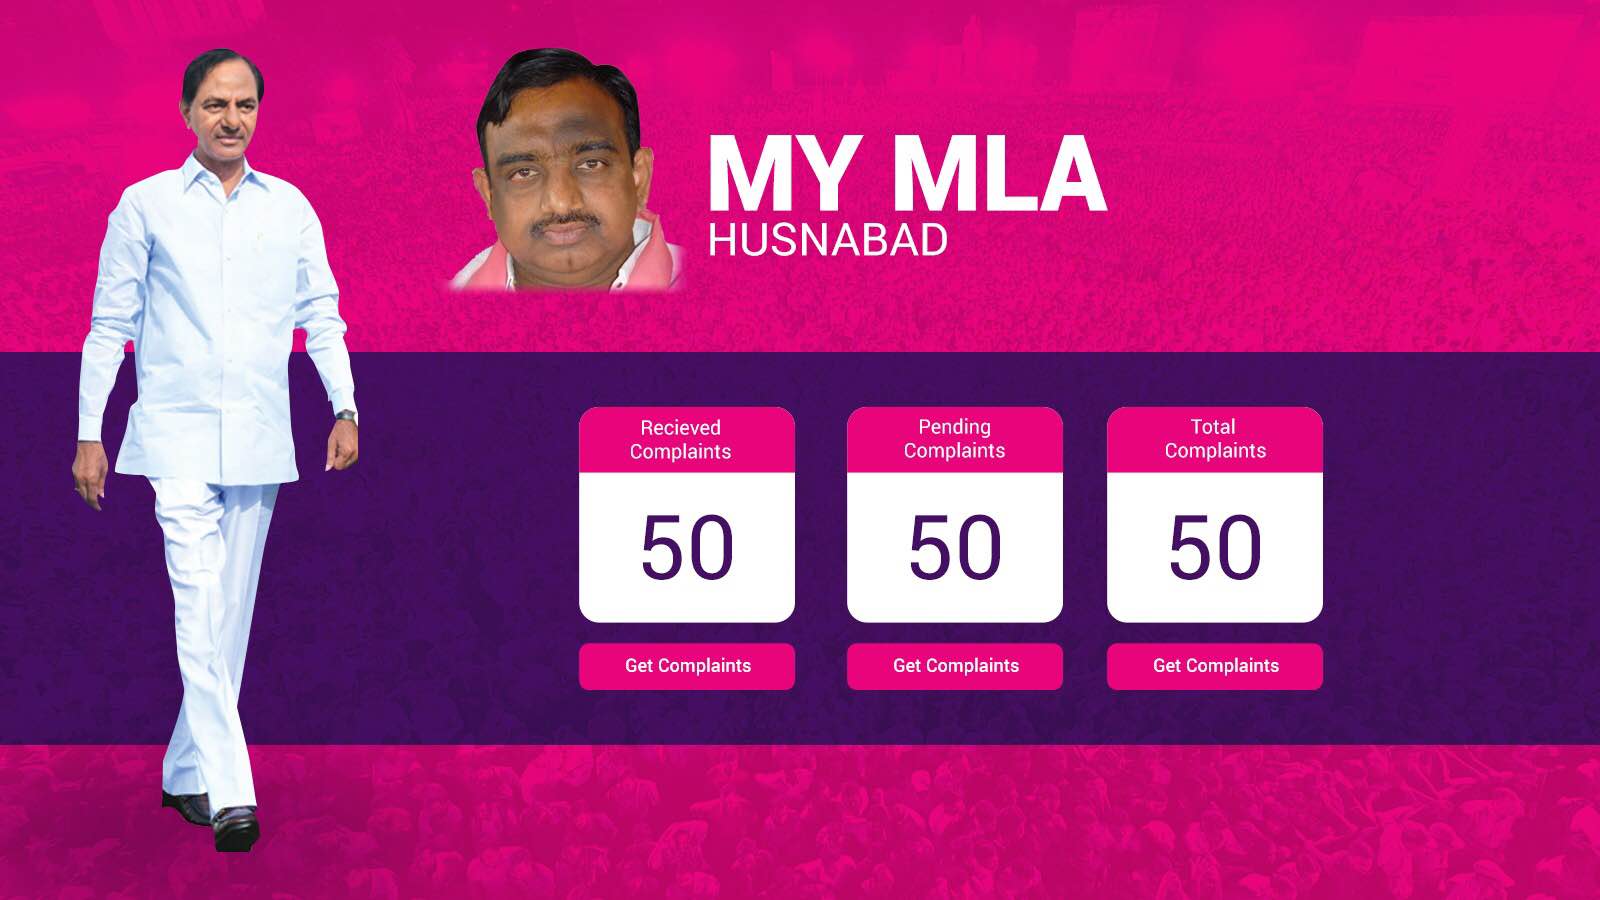 MY MLA
HUSNABAD
Recieved
Complaints
50
Get Complaints
Pending
Complaints
50
Get Complaints
Total
Complaints
50
Get Complaints